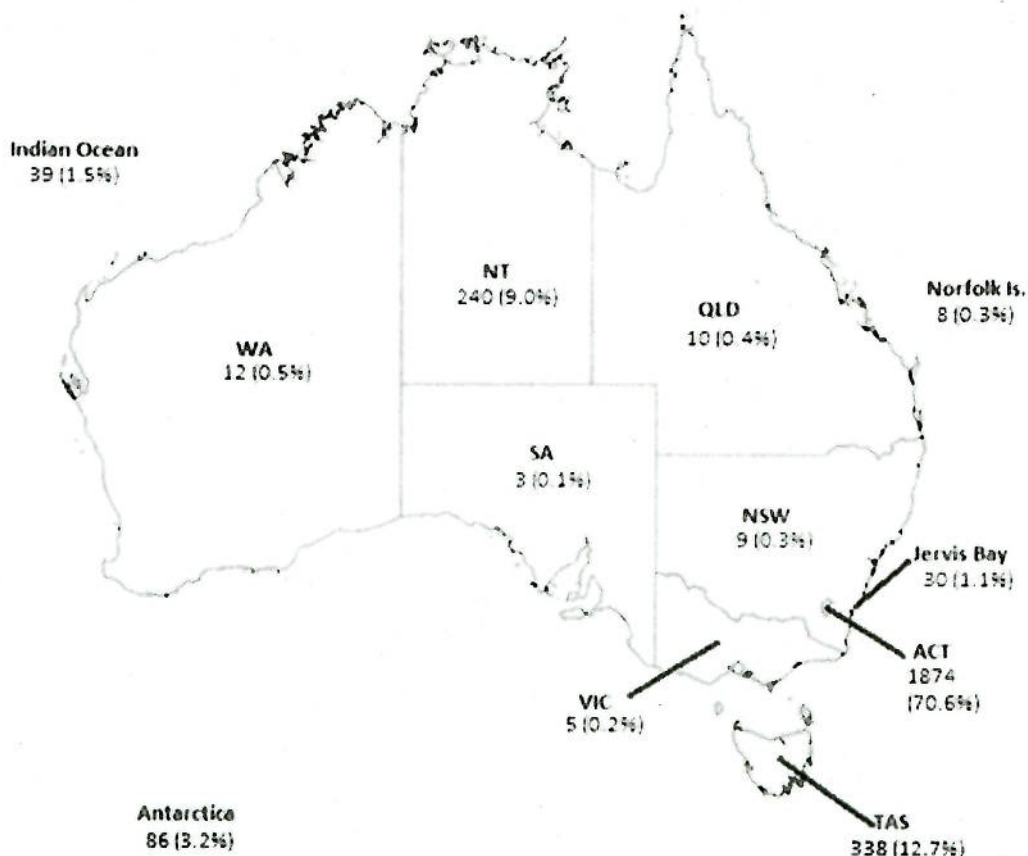 Indian Ocean
39 (1.5%)
NT
240 (9.0%)
Norfolk Is.
8 (0.3%)
QLD
10 (0.4%)
WA
12 (0.5%)
SA
3 (0.1%)
NSW
9 (0.3%)
Jervis Bay
30 (1.1%)
ACT
1874
(70.6%)
VIC
5 (0.2%)
Antarctica
86 (3.2%)
TAS
338 (12.7%)